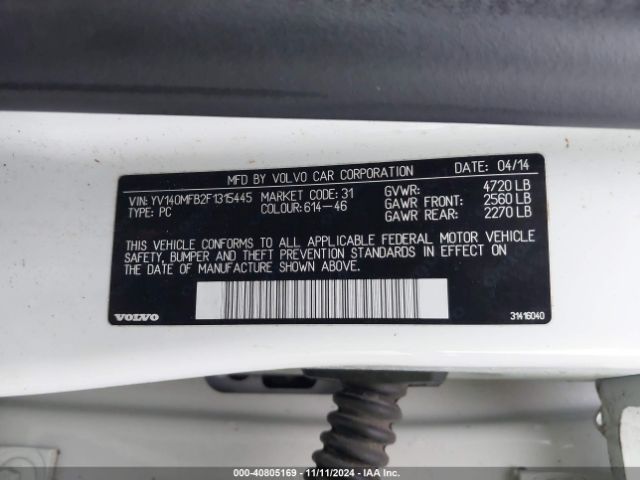 MFD BY VOLVO CAR CORPORATION DATE: 04/14
VIN: YV140MFB2F1315445 MARKET CODE: 31 GVWR: 4720 LB
TYPE: PC COLOUR: 614-46 GAWR FRONT: 2560 LB
GAWR REAR: 2270 LB
THIS VEHICLE CONFORMS TO ALL APPLICABLE FEDERAL MOTOR VEHICLE
SAFETY, BUMPER AND THEFT PREVENTION STANDARDS IN EFFECT ON
THE DATE OF MANUFACTURE SHOWN ABOVE.
VOLVO 31416040
000-40805169 - 11/11/2024 - IAA Inc.